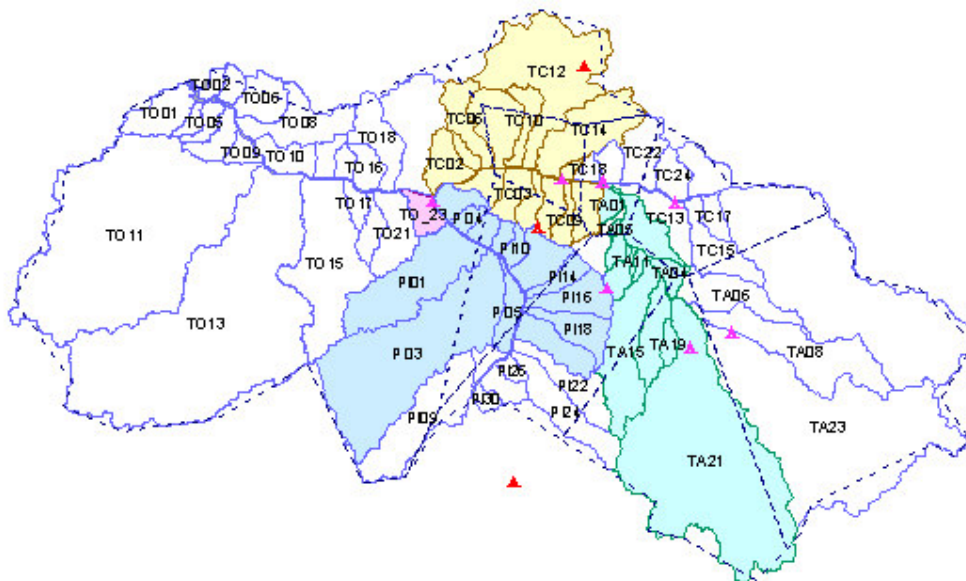 TC12
TO02
TO01
TO06
TO05
TO08
TC06
TC10
TC14
TO18
TO09
TO10
TC22
TO16
TC02
TC18
TC24
TC03
TO17
TO_23
PI04
TC09
TA01
TC13
TC17
TO11
TO21
PI10
TC15
TO15
TA11
TA04
PI01
PI14
PI16
TA06
PI05
TO13
PI18
PI03
TA15
TA19
TA08
PI26
PI22
PI30
PI09
PI24
TA23
TA21